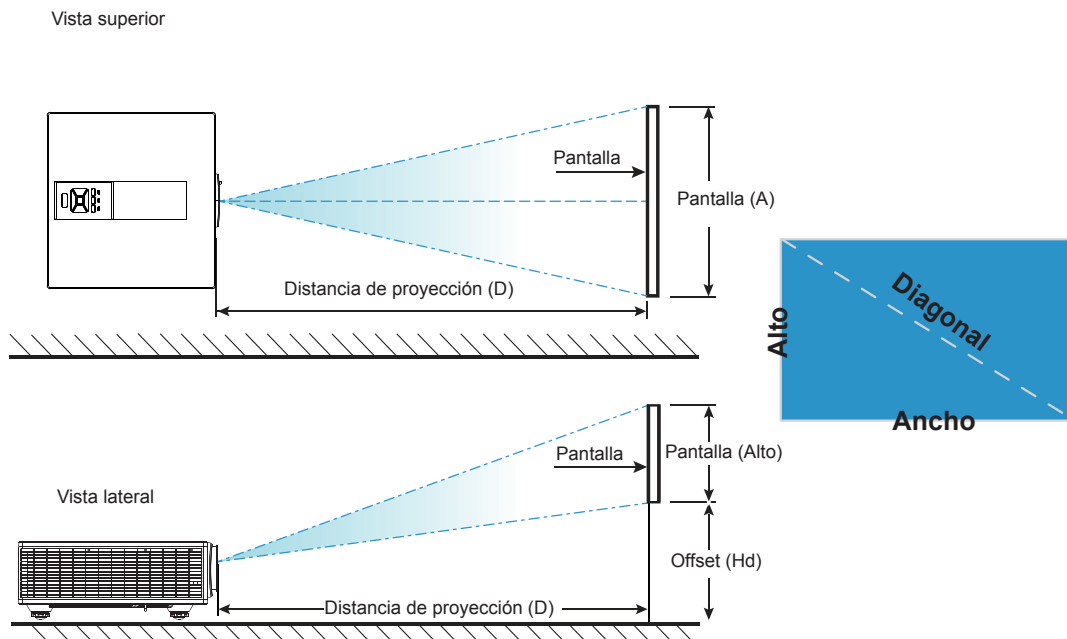 Vista superior
Pantalla
Pantalla (A)
Distancia de proyección (D)
Alto
Diagonal
Ancho
Pantalla
Pantalla (Alto)
Vista lateral
Offset (Hd)
Distancia de proyección (D)